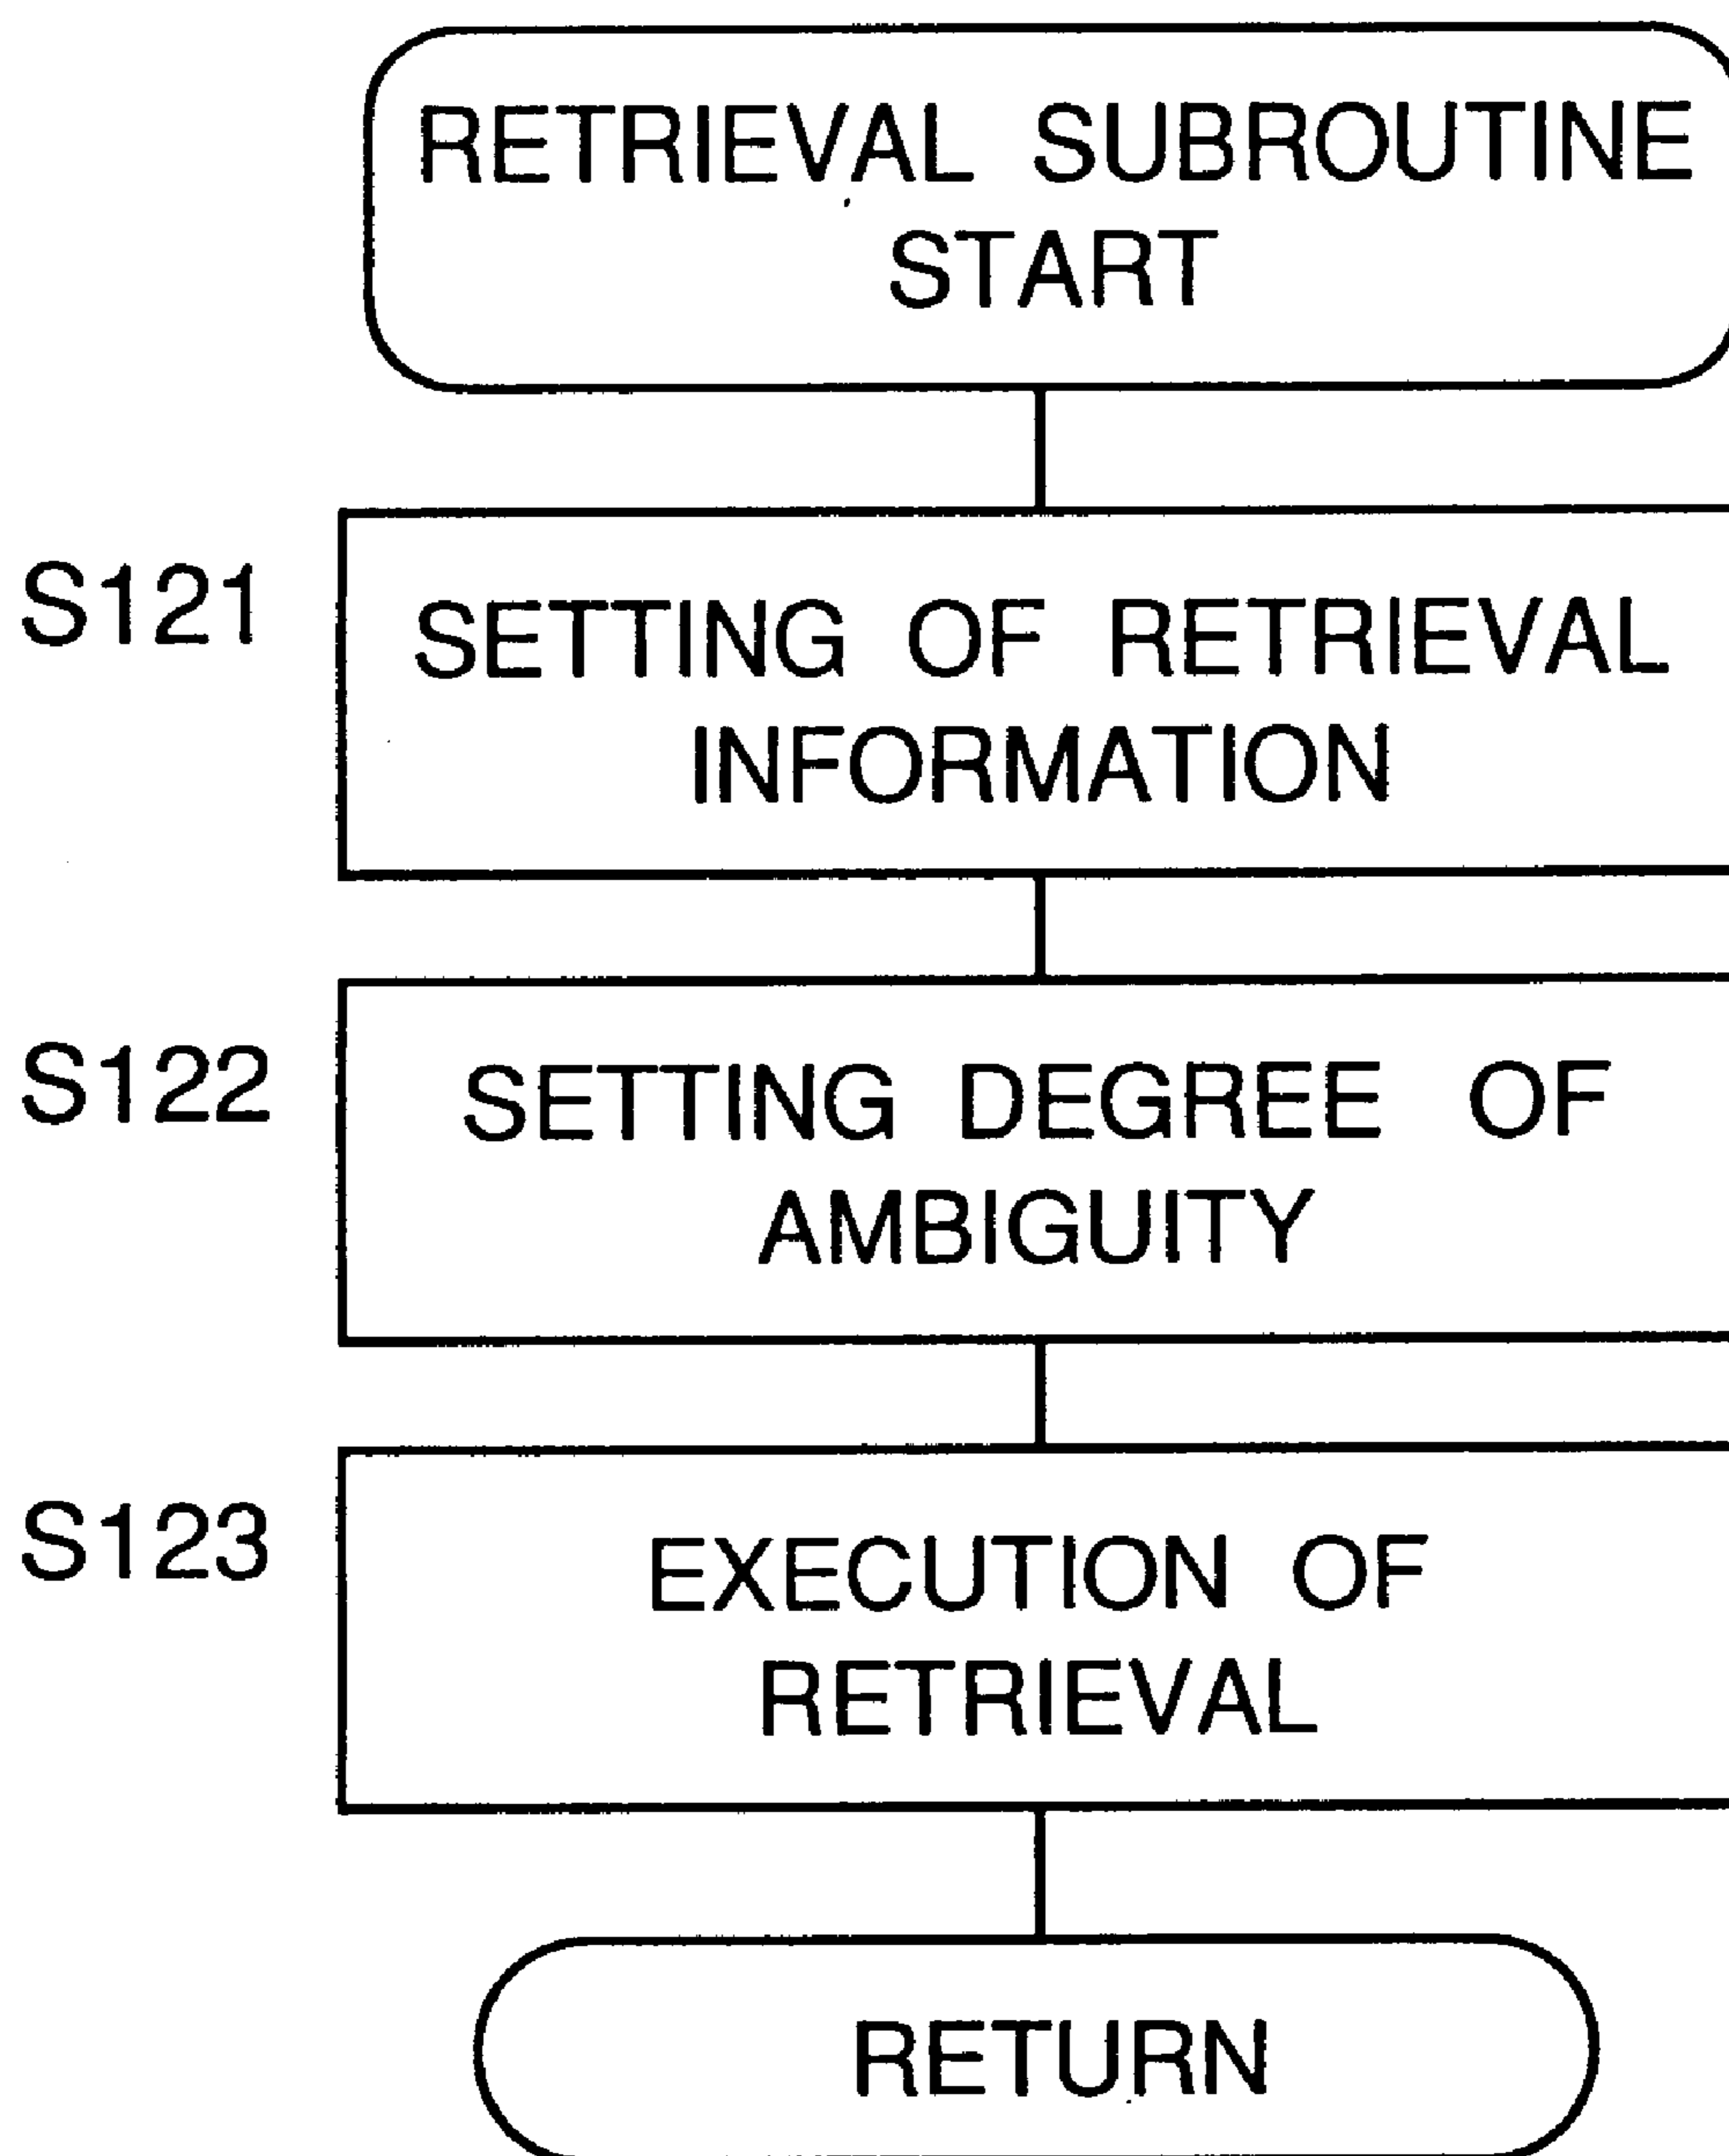 RETRIEVAL SUBROUTINE
START
S121
SETTING OF RETRIEVAL
INFORMATION
S122
SETTING DEGREE OF
AMBIGUITY
S123
EXECUTION OF
RETRIEVAL
RETURN